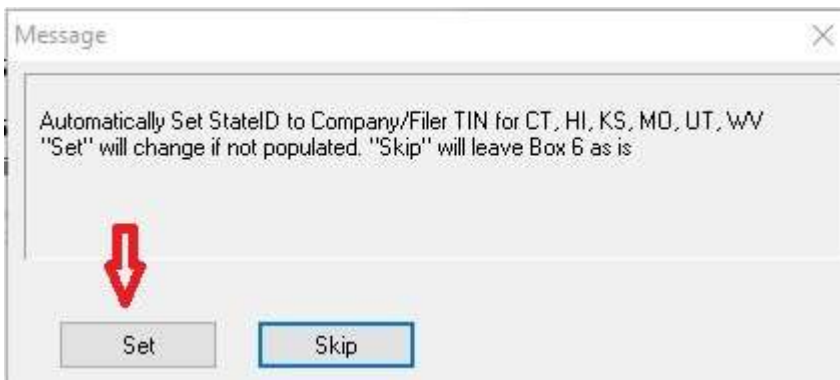 Message
Automatically Set StateID to Company/Filer TIN for CT, HI, KS, MO, UT, WV
"Set" will change if not populated. "Skip" will leave Box 6 as is
Set
Skip